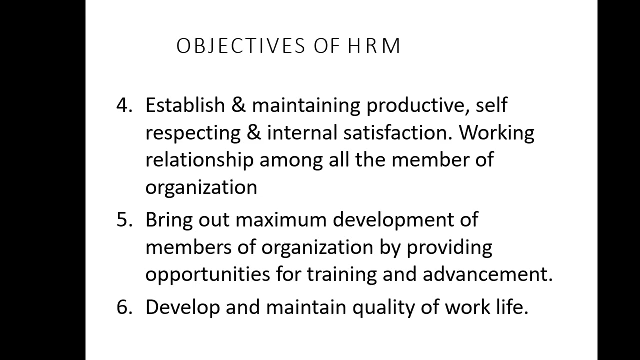 OBJECTIVES OF HRM
4. Establish & maintaining productive, self
respecting & internal satisfaction. Working
relationship among all the member of
organization
5. Bring out maximum development of
members of organization by providing
opportunities for training and advancement.
6. Develop and maintain quality of work life.